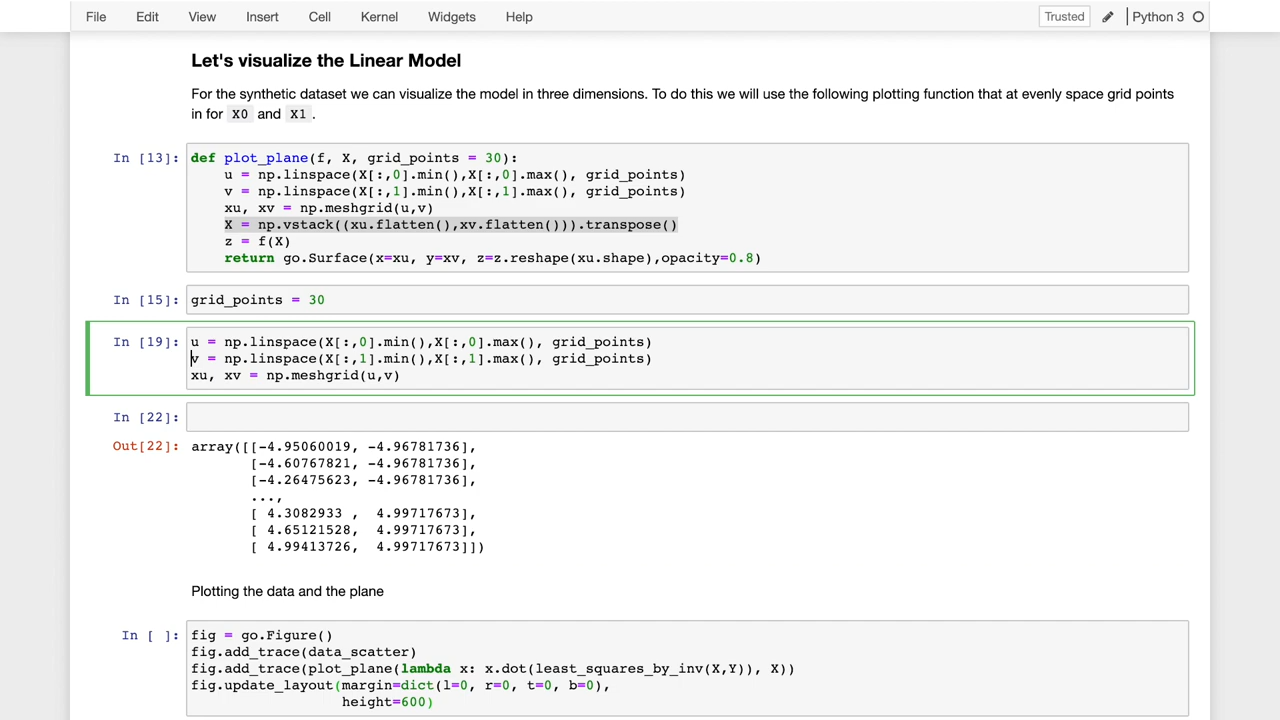 File Edit View Insert Cell Kernel Widgets Help Trusted Python 3
Let's visualize the Linear Model
For the synthetic dataset we can visualize the model in three dimensions. To do this we will use the following plotting function that at evenly space grid points
in for X0 and X1 .
In [13]: def plot_plane(f, X, grid_points = 30):
    u = np.linspace(X[:,0].min(),X[:,0].max(), grid_points)
    v = np.linspace(X[:,1].min(),X[:,1].max(), grid_points)
    xu, xv = np.meshgrid(u,v)
    X = np.vstack((xu.flatten(),xv.flatten())).transpose()
    z = f(X)
    return go.Surface(x=xu, y=xv, z=z.reshape(xu.shape),opacity=0.8)
In [15]: grid_points = 30
In [19]: u = np.linspace(X[:,0].min(),X[:,0].max(), grid_points)
v = np.linspace(X[:,1].min(),X[:,1].max(), grid_points)
xu, xv = np.meshgrid(u,v)
In [22]:
Out[22]: array([[-4.95060019, -4.96781736],
       [-4.60767821, -4.96781736],
       [-4.26475623, -4.96781736],
       ...,
       [ 4.3082933 ,  4.99717673],
       [ 4.65121528,  4.99717673],
       [ 4.99413726,  4.99717673]])
Plotting the data and the plane
In [ ]: fig = go.Figure()
fig.add_trace(data_scatter)
fig.add_trace(plot_plane(lambda x: x.dot(least_squares_by_inv(X,Y)), X))
fig.update_layout(margin=dict(l=0, r=0, t=0, b=0),
                  height=600)